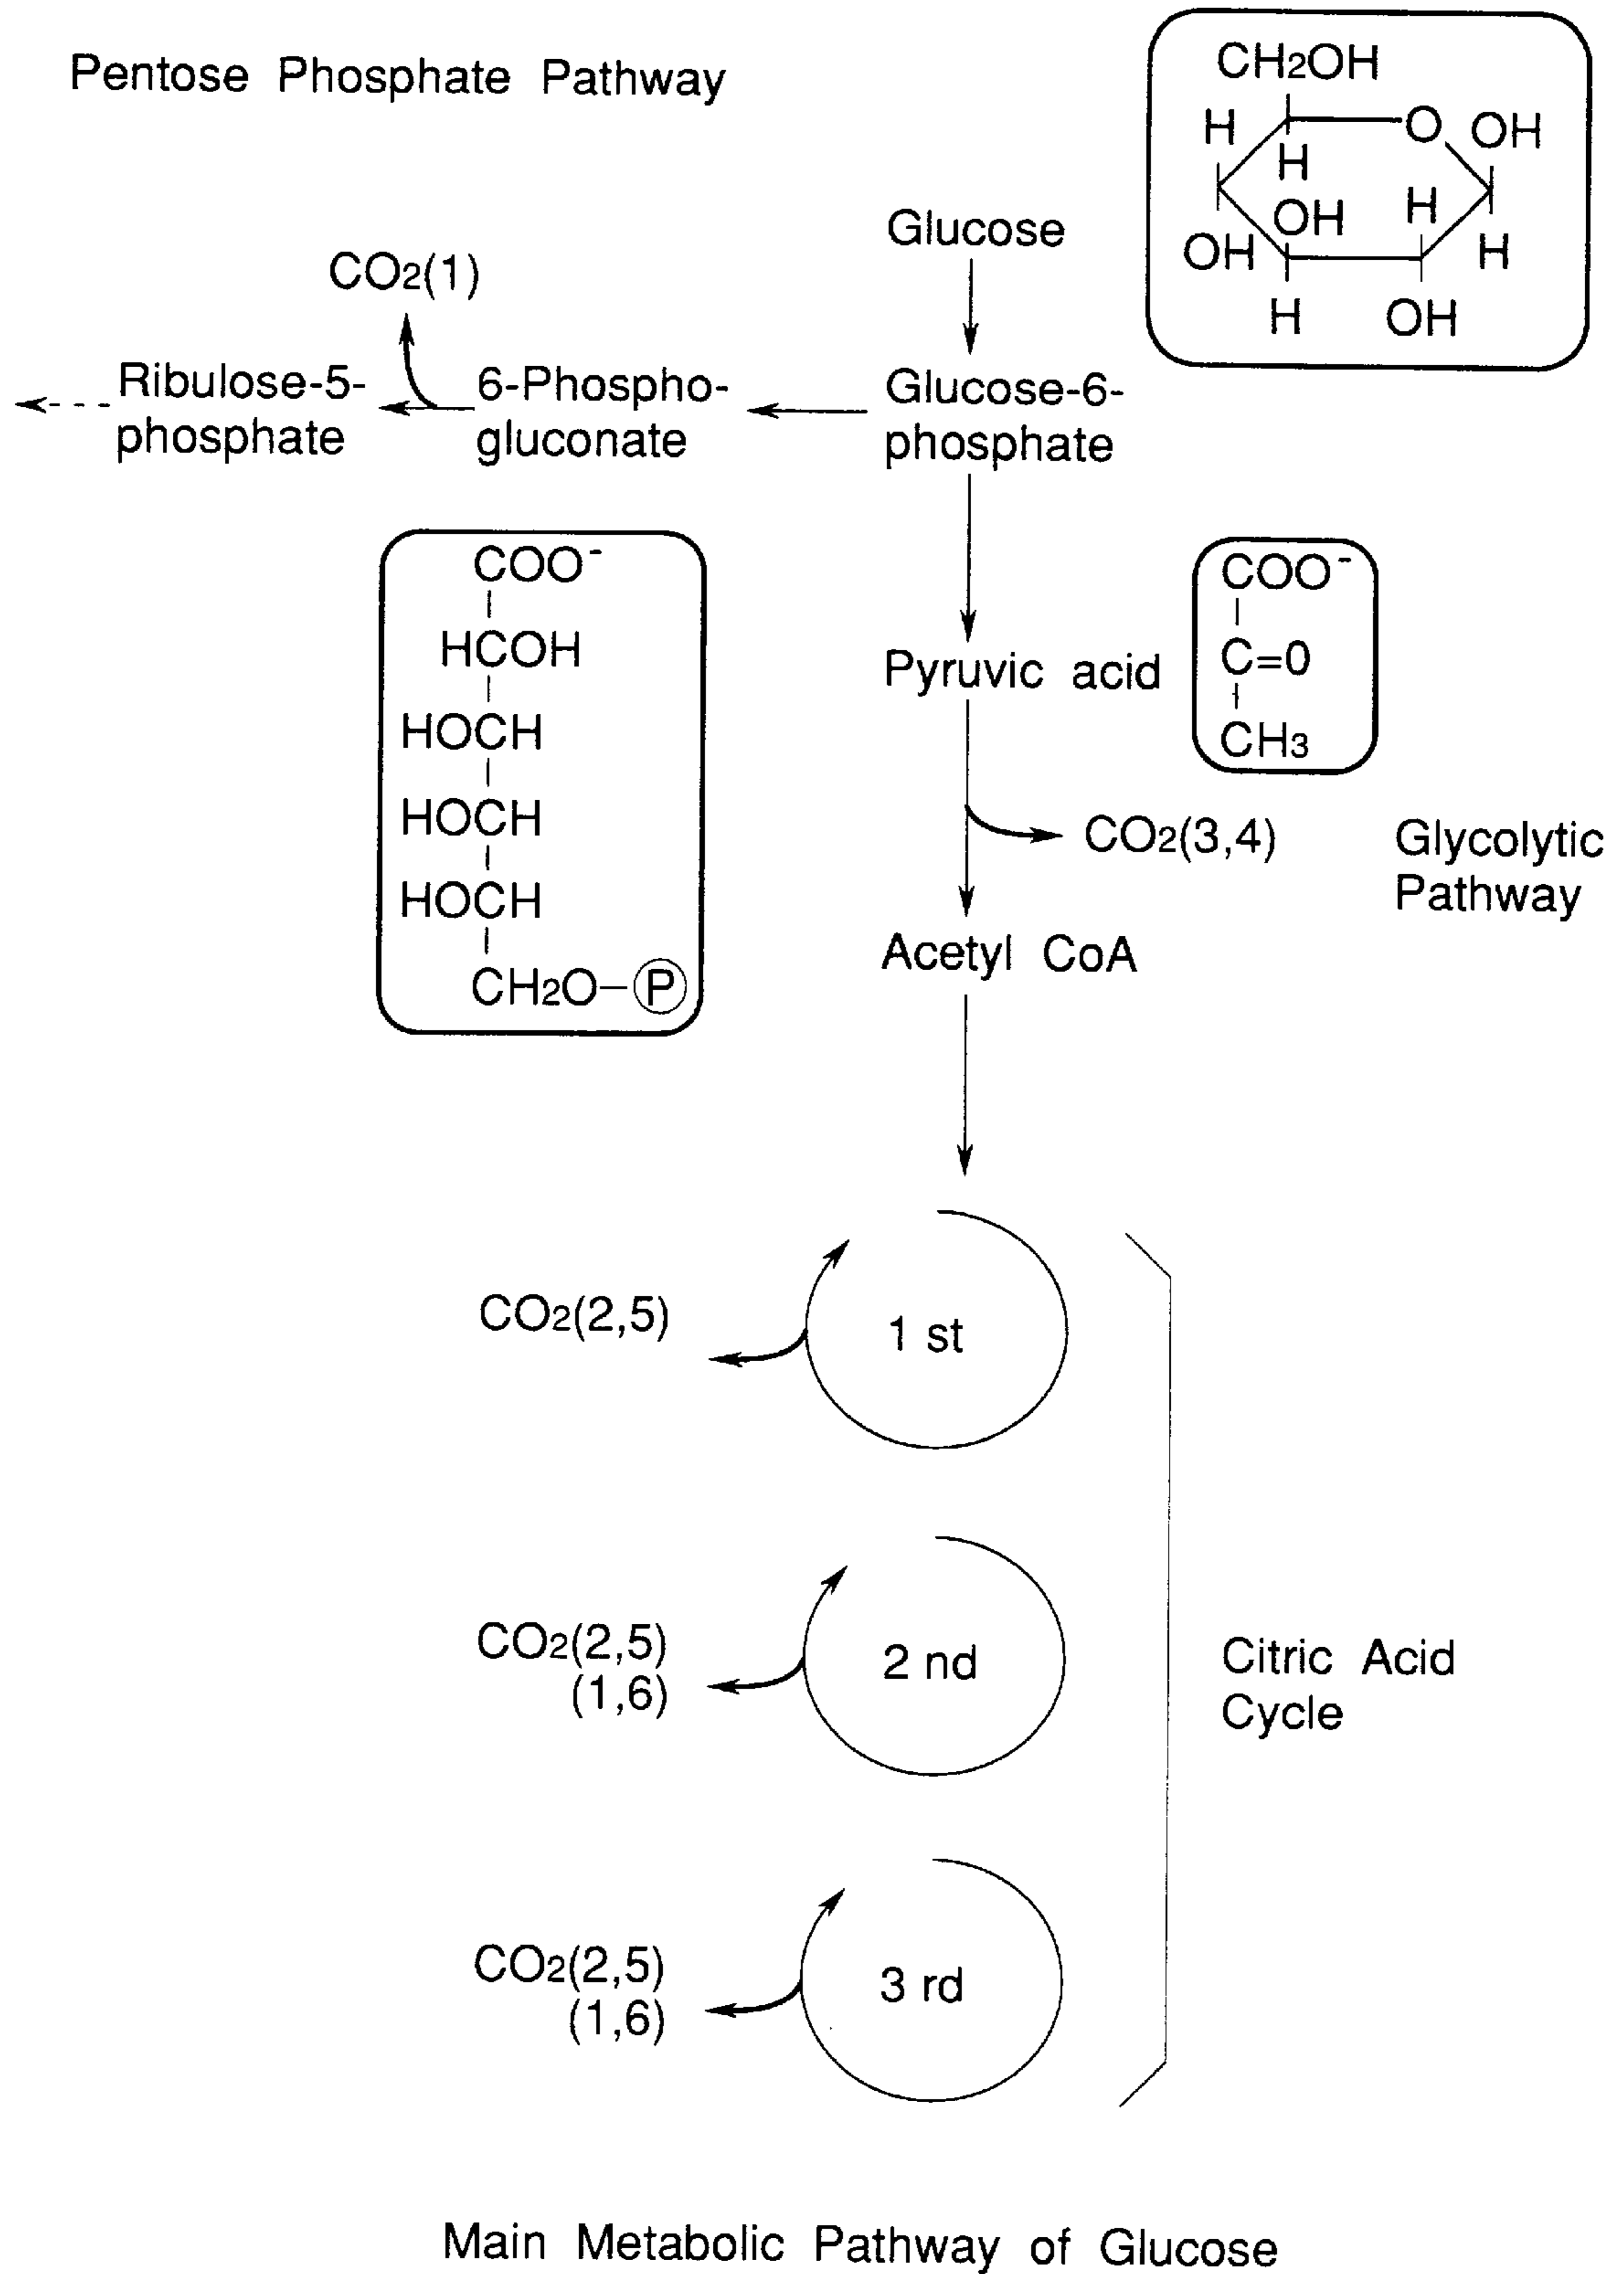 Pentose Phosphate Pathway
CH2OH
H
O
OH
H
OH
H
OH
H
H
OH
Glucose
CO2(1)
Ribulose-5-
phosphate
6-Phospho-
gluconate
Glucose-6-
phosphate
COO-
HCOH
HOCH
HOCH
HOCH
CH2O-P
Pyruvic acid
COO-
C=0
CH3
CO2(3,4)
Glycolytic
Pathway
Acetyl CoA
CO2(2,5)
1 st
CO2(2,5)
(1,6)
2 nd
Citric Acid
Cycle
CO2(2,5)
(1,6)
3 rd
Main Metabolic Pathway of Glucose